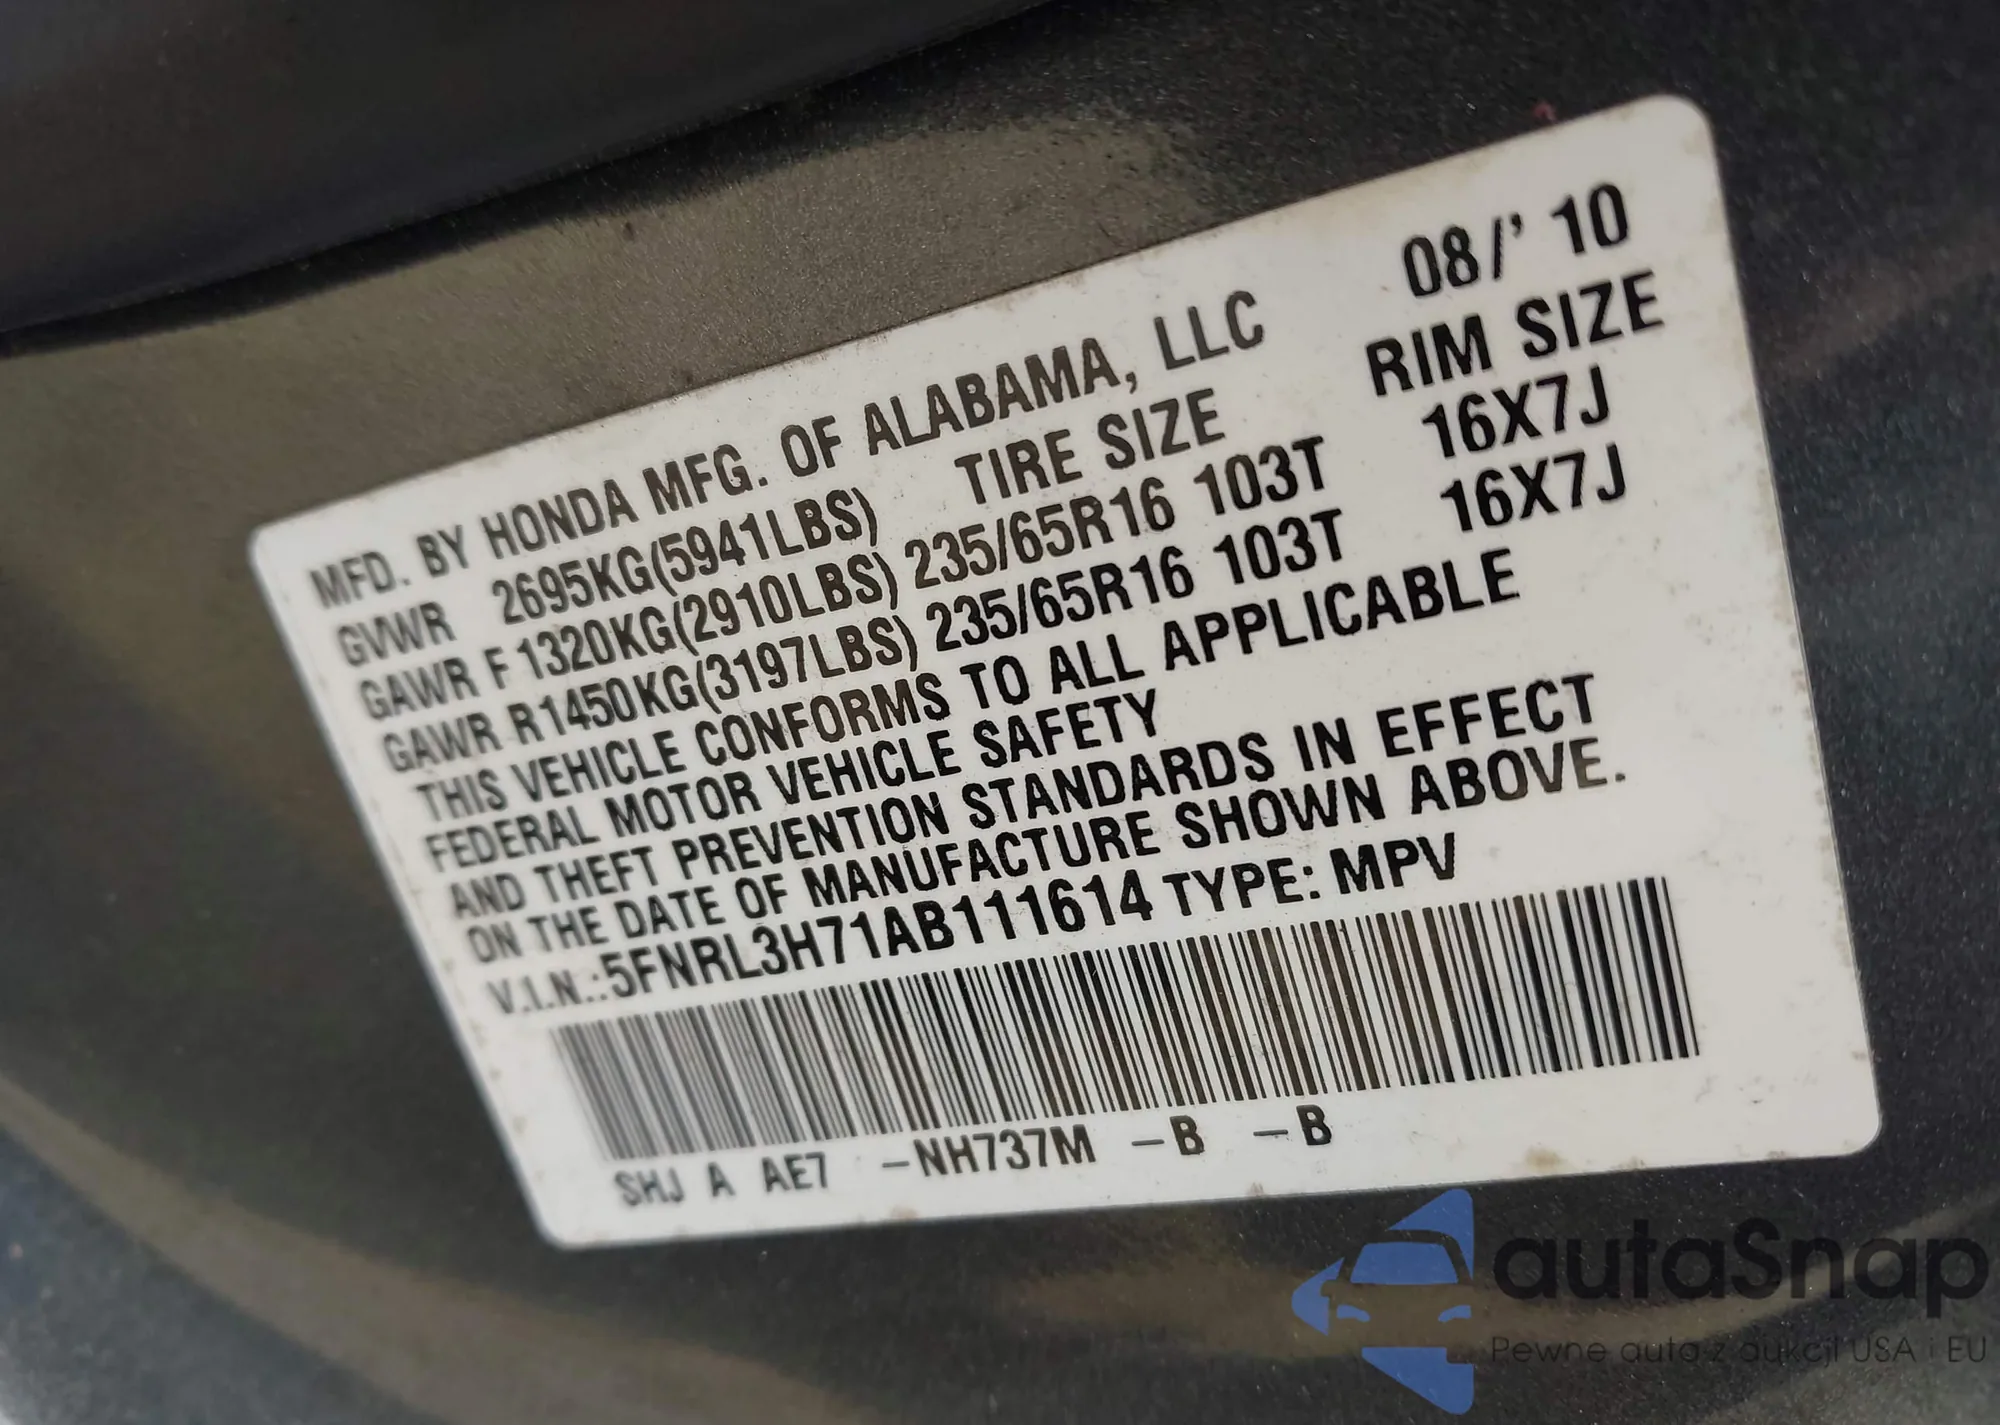 MFD. BY HONDA MFG. OF ALABAMA, LLC 08/' 10
GVWR 2695KG(5941LBS) TIRE SIZE RIM SIZE
GAWR F 1320KG(2910LBS) 235/65R16 103T 16X7J
GAWR R1450KG(3197LBS) 235/65R16 103T 16X7J
THIS VEHICLE CONFORMS TO ALL APPLICABLE
FEDERAL MOTOR VEHICLE SAFETY
AND THEFT PREVENTION STANDARDS IN EFFECT
ON THE DATE OF MANUFACTURE SHOWN ABOVE.
V.I.N.:5FNRL3H71AB111614 TYPE: MPV
SHJ A AE7 –NH737M –B –B
autaSnap
Pewne auta z aukcji USA i EU